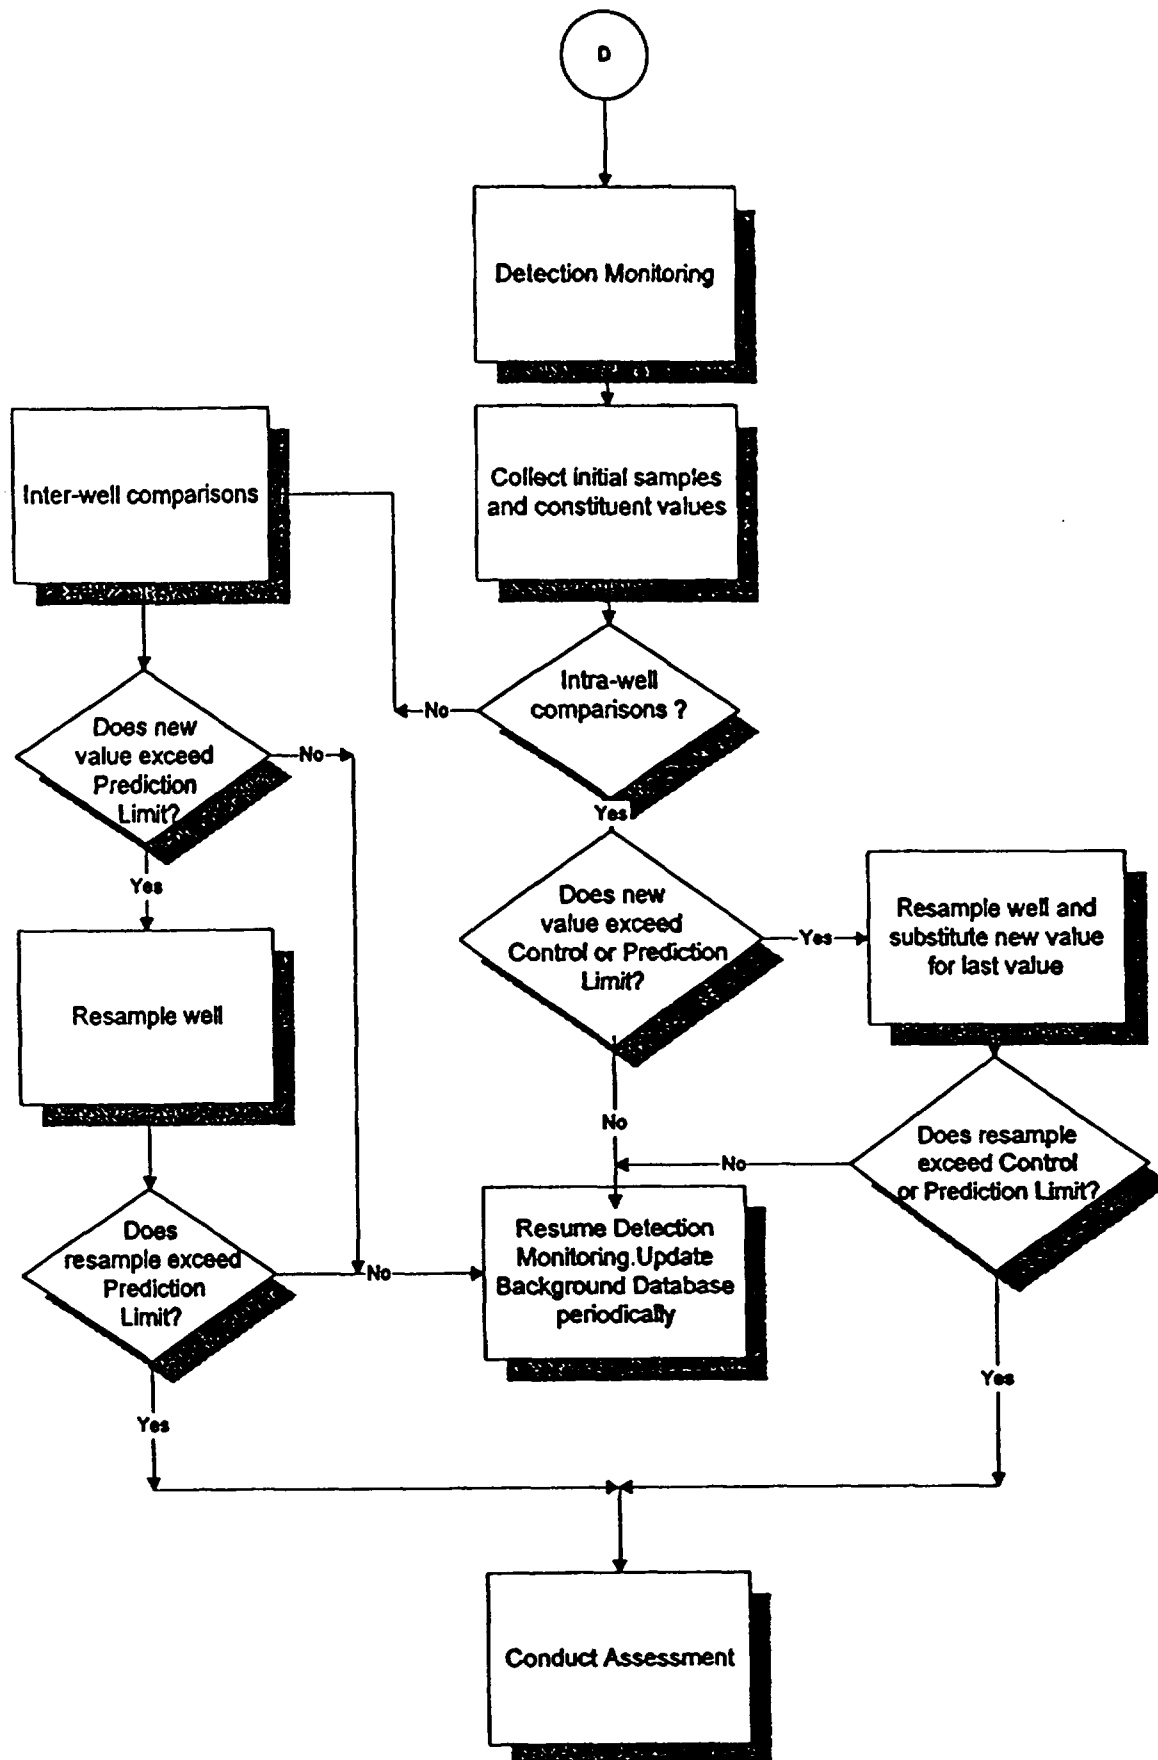 D
Detection Monitoring
Collect initial samples
and constituent values
Inter-well comparisons
Intra-well
comparisons ?
No
Yes
Does new
value exceed
Prediction
Limit?
No
Yes
Does new
value exceed
Control or Prediction
Limit?
Yes
No
Resample well and
substitute new value
for last value
Resample well
Does resample
exceed Control
or Prediction Limit?
No
Yes
Does
resample exceed
Prediction
Limit?
No
Yes
Resume Detection
Monitoring.Update
Background Database
periodically
Conduct Assessment